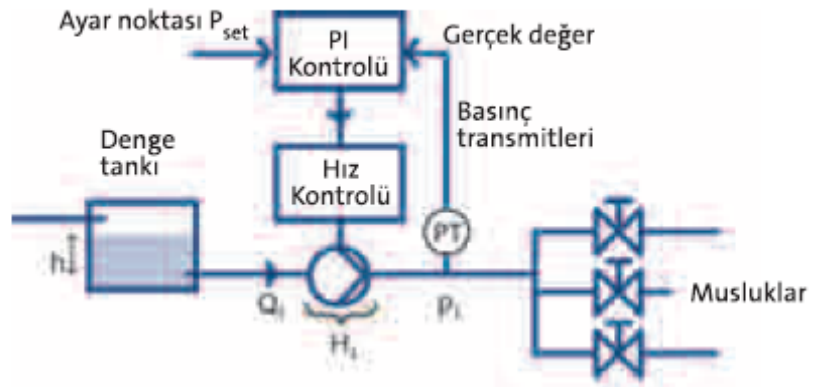 Ayar noktası Pset
PI
Kontrolü
Gerçek değer
Basınç
transmitleri
Denge
tankı
Hız
Kontrolü
PT
h
Q₁
H₁
P₁
Musluklar